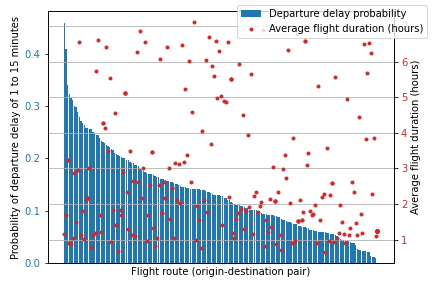 Departure delay probability
Average flight duration (hours)
Probability of departure delay of 1 to 15 minutes
0.4
0.3
0.2
0.1
0.0
6
5
4
3
2
1
Average flight duration (hours)
Flight route (origin-destination pair)